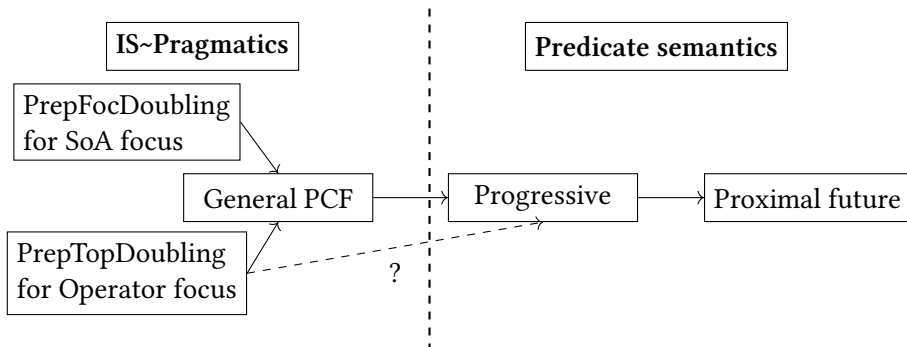 IS~Pragmatics
Predicate semantics
PrepFocDoubling
for SoA focus
General PCF
Progressive
Proximal future
PrepTopDoubling
for Operator focus
?